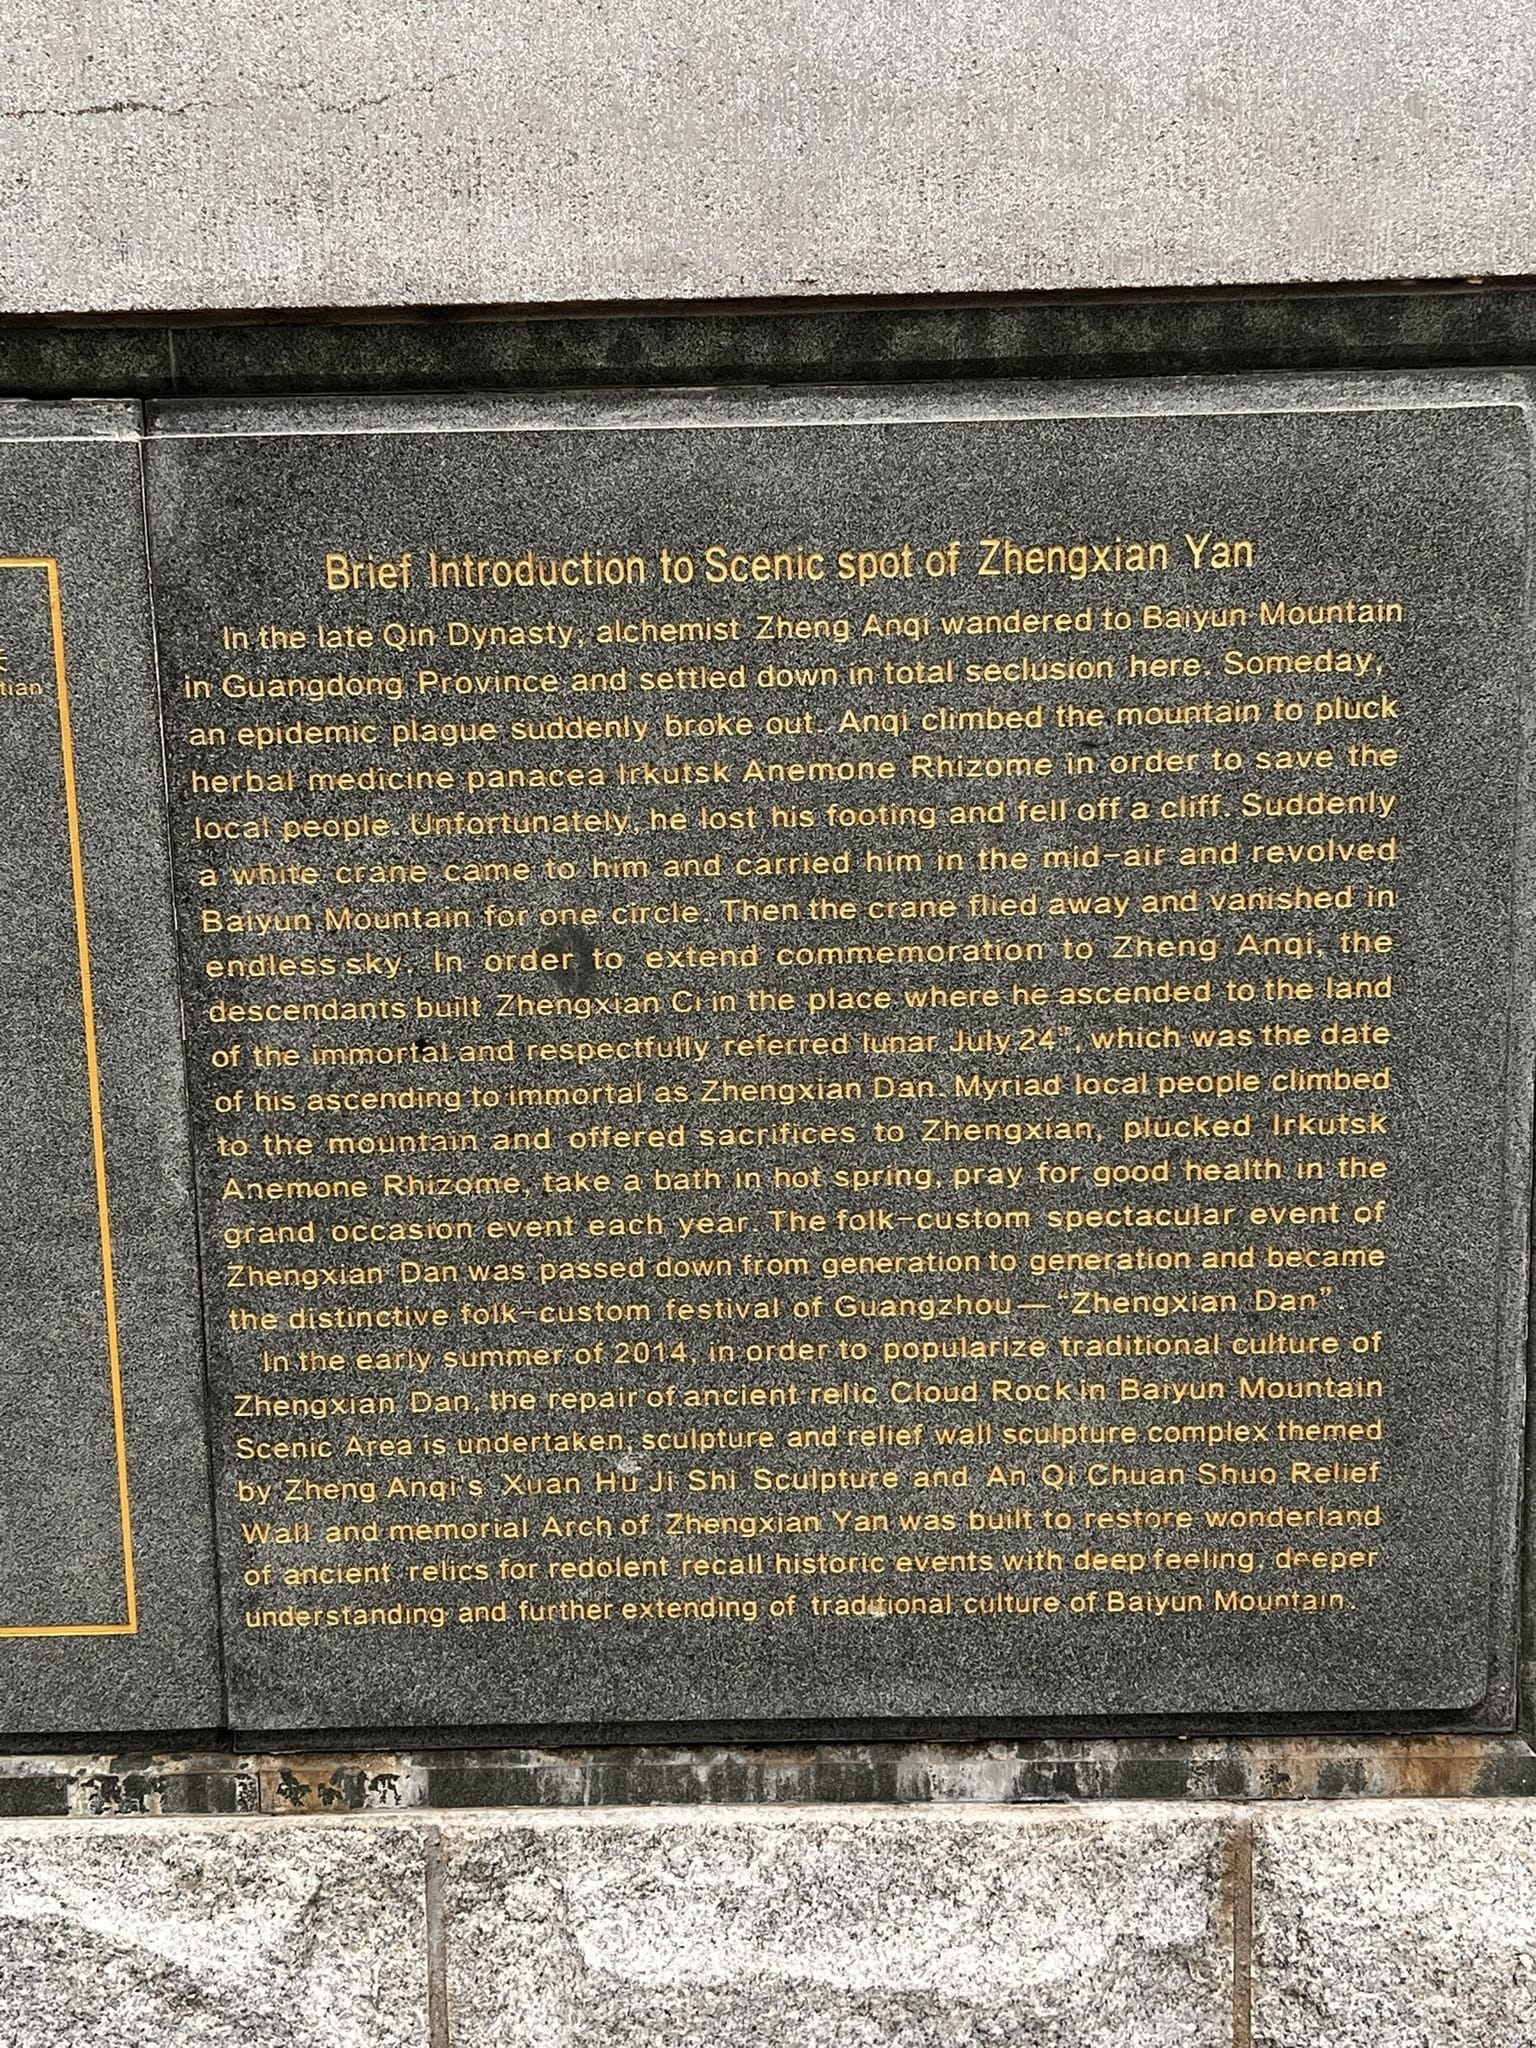 tian
Brief Introduction to Scenic spot of Zhengxian Yan
In the late Qin Dynasty, alchemist Zheng Anqi wandered to Baiyun Mountain
in Guangdong Province and settled down in total seclusion here. Someday,
an epidemic plague suddenly broke out. Anqi climbed the mountain to pluck
herbal medicine panacea Irkutsk Anemone Rhizome in order to save the
local people. Unfortunately, he lost his footing and fell off a cliff. Suddenly
a white crane came to him and carried him in the mid-air and revolved
Baiyun Mountain for one circle. Then the crane flied away and vanished in
endless sky. In order to extend commemoration to Zheng Anqi, the
descendants built Zhengxian Ci in the place where he ascended to the land
of the immortal and respectfully referred lunar July 24th, which was the date
of his ascending to immortal as Zhengxian Dan. Myriad local people climbed
to the mountain and offered sacrifices to Zhengxian, plucked Irkutsk
Anemone Rhizome, take a bath in hot spring, pray for good health in the
grand occasion event each year. The folk-custom spectacular event of
Zhengxian Dan was passed down from generation to generation and became
the distinctive folk-custom festival of Guangzhou — "Zhengxian Dan".
In the early summer of 2014, in order to popularize traditional culture of
Zhengxian Dan, the repair of ancient relic Cloud Rock in Baiyun Mountain
Scenic Area is undertaken, sculpture and relief wall sculpture complex themed
by Zheng Anqi's Xuan Hu Ji Shi Sculpture and An Qi Chuan Shuo Relief
Wall and memorial Arch of Zhengxian Yan was built to restore wonderland
of ancient relics for redolent recall historic events with deep feeling, deeper
understanding and further extending of traditional culture of Baiyun Mountain.